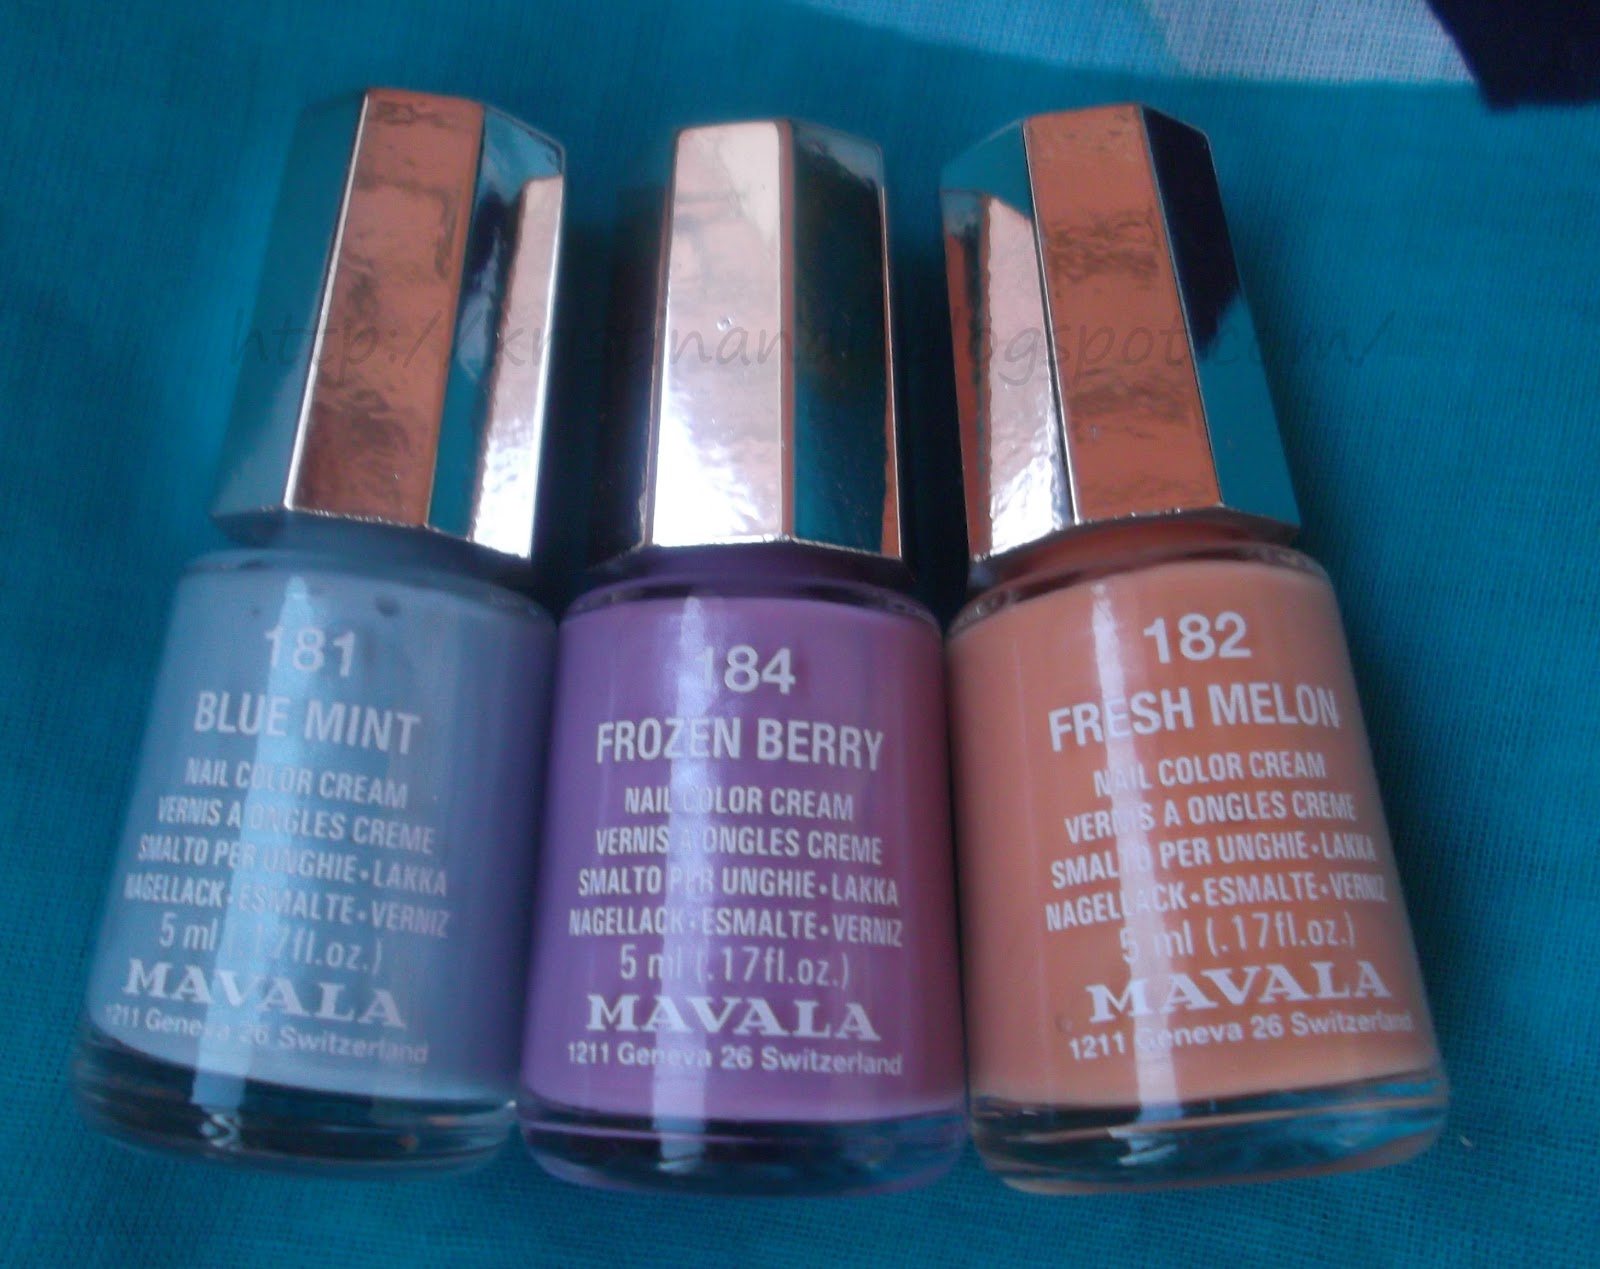 181
BLUE MINT
NAIL COLOR CREAM
VERNIS A ONGLES CREME
SMALTO PER UNGHIE•LAKKA
NAGELLACK•ESMALTE•VERNIZ
5 ml (.17fl.oz.)
MAVALA
1211 Geneva 26 Switzerland
184
FROZEN BERRY
NAIL COLOR CREAM
VERNIS A ONGLES CREME
SMALTO PER UNGHIE•LAKKA
NAGELLACK•ESMALTE•VERNIZ
5 ml (.17fl.oz.)
MAVALA
1211 Geneva 26 Switzerland
182
FRESH MELON
NAIL COLOR CREAM
VERNIS A ONGLES CREME
SMALTO PER UNGHIE•LAKKA
NAGELLACK•ESMALTE•VERNIZ
5 ml (.17fl.oz.)
MAVALA
1211 Geneva 26 Switzerland